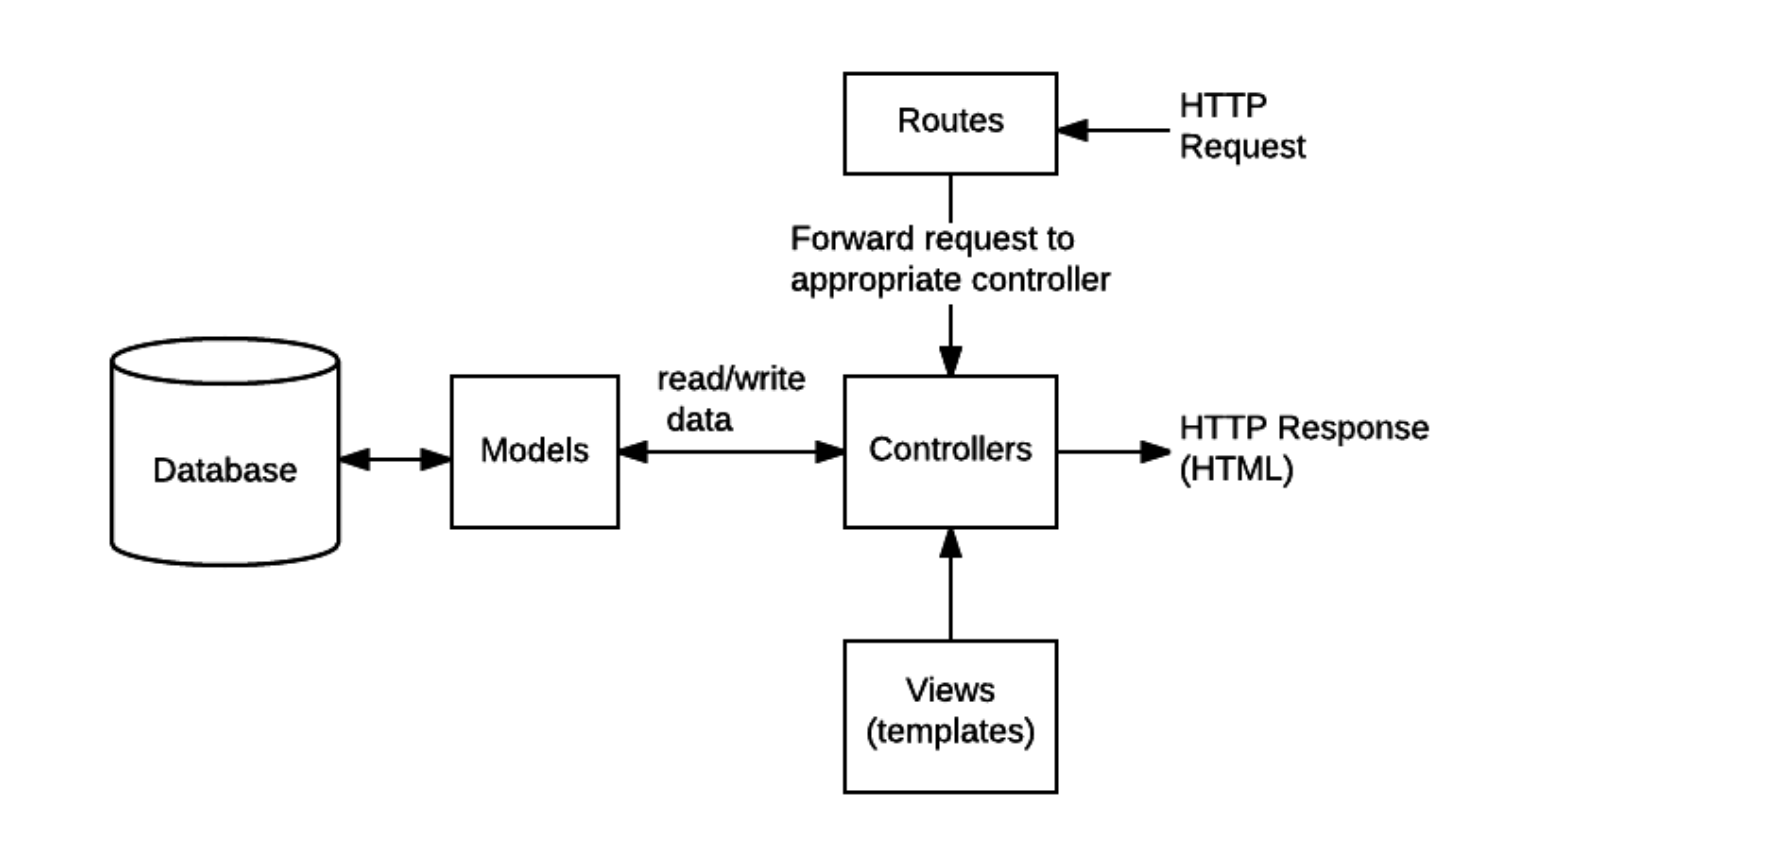 Routes
HTTP
Request
Forward request to
appropriate controller
read/write
data
Database
Models
Controllers
HTTP Response
(HTML)
Views
(templates)